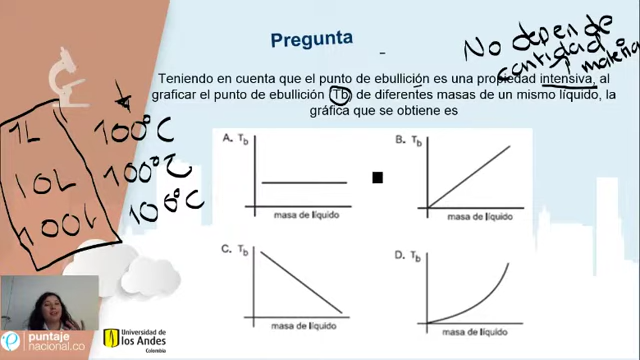 Pregunta
No depende
cantidad
materia
Teniendo en cuenta que el punto de ebullición es una propiedad intensiva, al
graficar el punto de ebullición (Tb) de diferentes masas de un mismo líquido, la
gráfica que se obtiene es
1L 100°C
10L 100°C
100L 100°C
A. Tb
masa de líquido
B. Tb
masa de líquido
C. Tb
masa de líquido
D. Tb
masa de líquido
puntaje
nacional.co
Universidad de
los Andes
Colombia